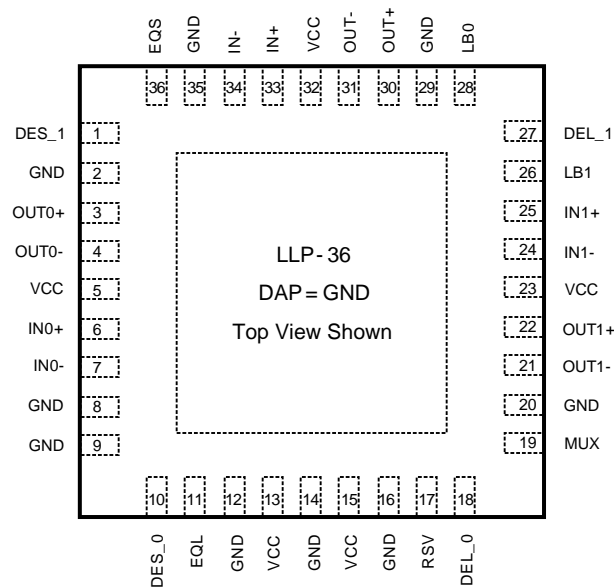 EQS
GND
IN-
IN+
VCC
OUT-
OUT+
GND
LB0
36
35
34
33
32
31
30
29
28
DES_1 1
GND 2
OUT0+ 3
OUT0- 4
VCC 5
IN0+ 6
IN0- 7
GND 8
GND 9
LLP-36
DAP = GND
Top View Shown
27 DEL_1
26 LB1
25 IN1+
24 IN1-
23 VCC
22 OUT1+
21 OUT1-
20 GND
19 MUX
10
11
12
13
14
15
16
17
18
DES_0
EQL
GND
VCC
GND
VCC
GND
RSV
DEL_0